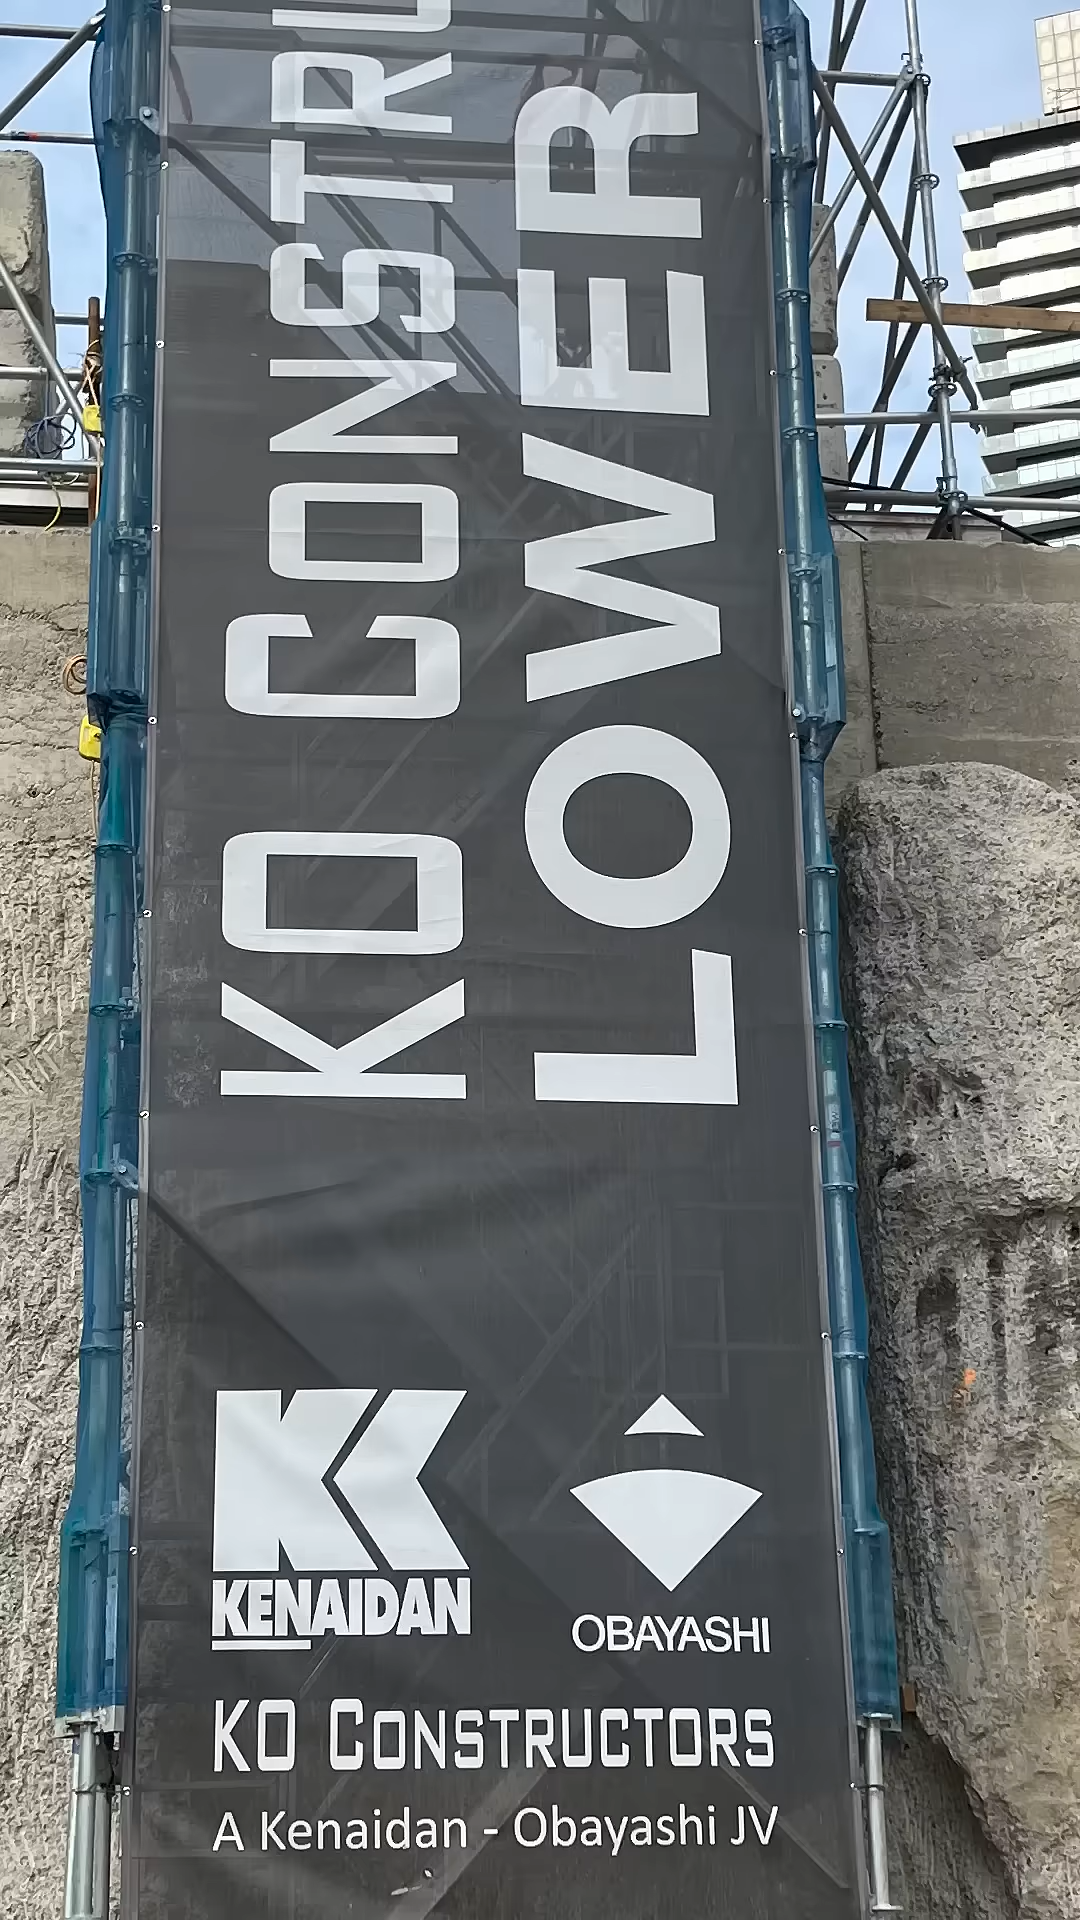 KO CONSTRU
LOWER
KENAIDAN
OBAYASHI
KO CONSTRUCTORS
A Kenaidan - Obayashi JV